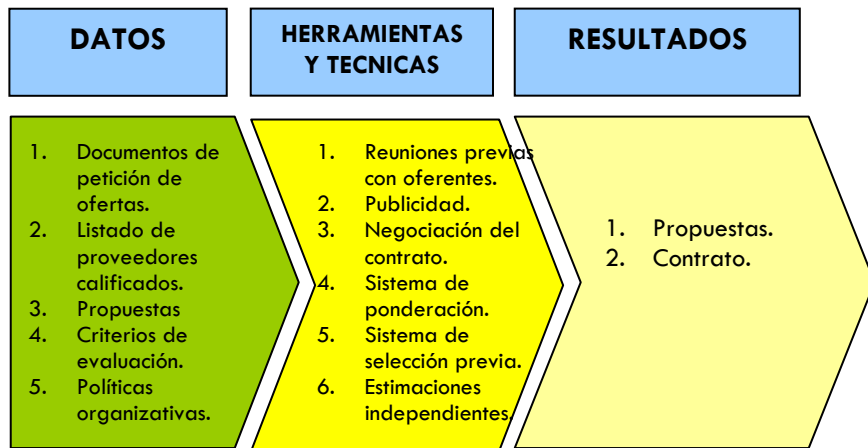 DATOS
HERRAMIENTAS
Y TECNICAS
RESULTADOS
1. Documentos de
petición de
ofertas.
2. Listado de
proveedores
calificados.
3. Propuestas
4. Criterios de
evaluación.
5. Políticas
organizativas.
1. Reuniones previas
con oferentes.
2. Publicidad.
3. Negociación del
contrato.
4. Sistema de
ponderación.
5. Sistema de
selección previa.
6. Estimaciones
independientes.
1. Propuestas.
2. Contrato.